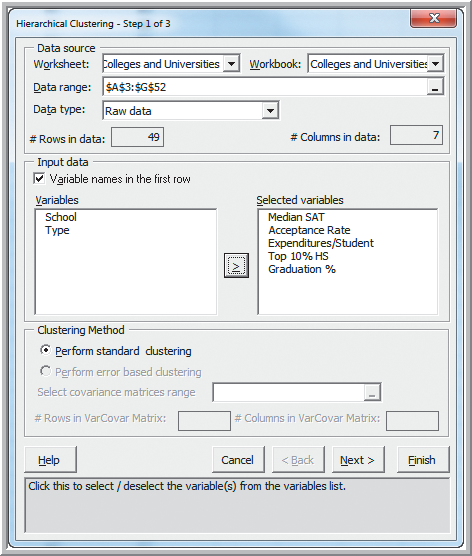 Hierarchical Clustering - Step 1 of 3
Data source
Worksheet: Colleges and Universities Workbook: Colleges and Universities
Data range: $A$3:$G$52
Data type: Raw data
# Rows in data: 49 # Columns in data: 7
Input data
Variable names in the first row
Variables Selected variables
School Median SAT
Type Acceptance Rate
Expenditures/Student
Top 10% HS
Graduation %
>
Clustering Method
Perform standard clustering
Perform error based clustering
Select covariance matrices range
# Rows in VarCovar Matrix: # Columns in VarCovar Matrix:
Help Cancel < Back Next > Finish
Click this to select / deselect the variable(s) from the variables list.